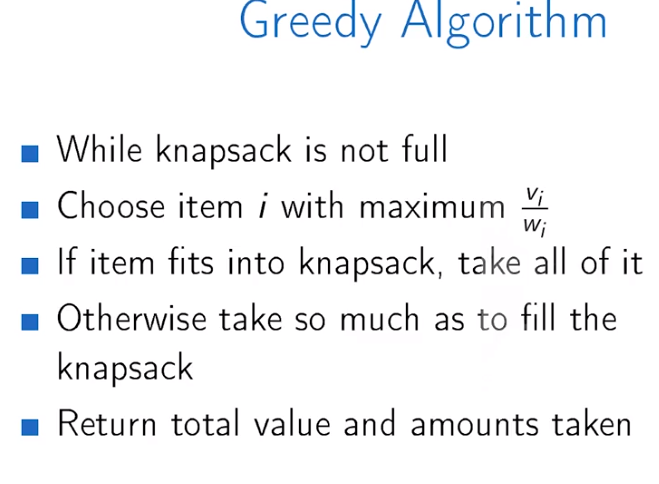 Greedy Algorithm
While knapsack is not full
Choose item i with maximum v_i/w_i
If item fits into knapsack, take all of it
Otherwise take so much as to fill the
knapsack
Return total value and amounts taken